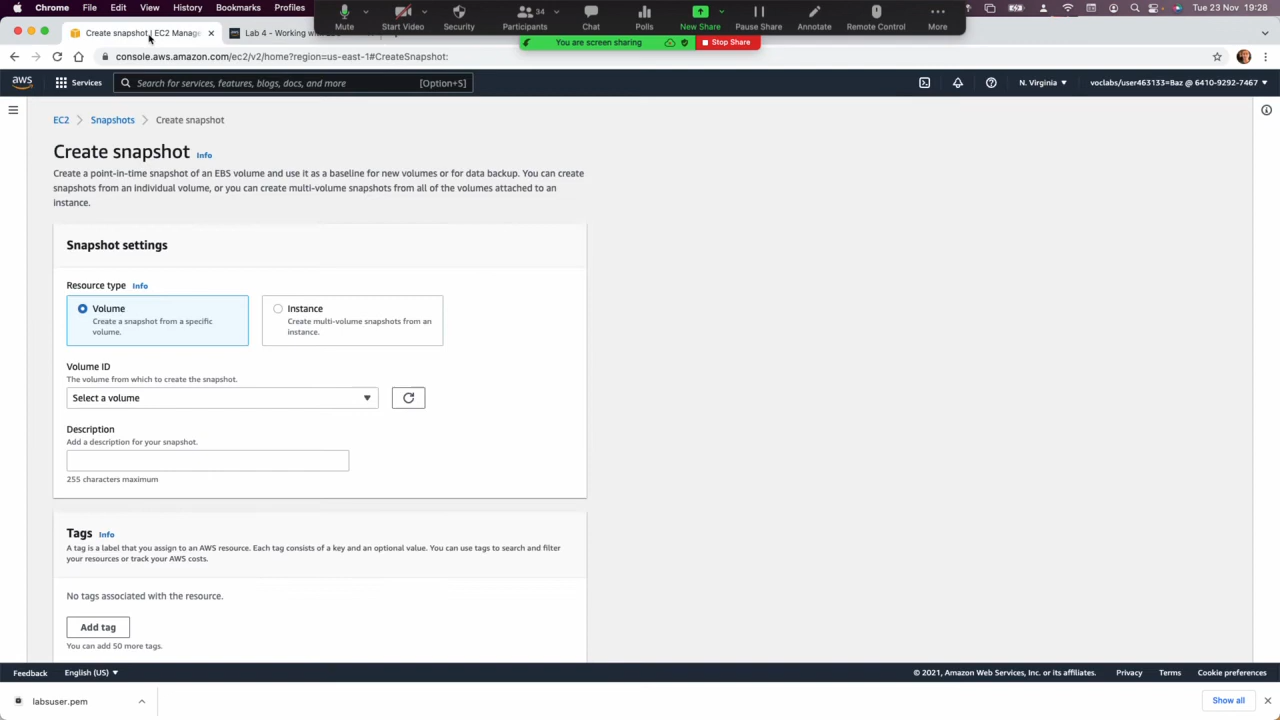 Chrome File Edit View History Bookmarks Profiles
Tue 23 Nov 19:28
Mute Start Video Security Participants 34 Chat Polls New Share Pause Share Annotate Remote Control More
Create snapshot | EC2 Manage
Lab 4 - Working wi
You are screen sharing
Stop Share
console.aws.amazon.com/ec2/v2/home?region=us-east-1#CreateSnapshot:
aws Services Search for services, features, blogs, docs, and more [Option+S] N. Virginia voclabs/user463133=Baz @ 6410-9292-7467
EC2 Snapshots Create snapshot
Create snapshot Info
Create a point-in-time snapshot of an EBS volume and use it as a baseline for new volumes or for data backup. You can create
snapshots from an individual volume, or you can create multi-volume snapshots from all of the volumes attached to an
instance.
Snapshot settings
Resource type Info
Volume
Create a snapshot from a specific
volume.
Instance
Create multi-volume snapshots from an
instance.
Volume ID
The volume from which to create the snapshot.
Select a volume
Description
Add a description for your snapshot.
255 characters maximum
Tags Info
A tag is a label that you assign to an AWS resource. Each tag consists of a key and an optional value. You can use tags to search and filter
your resources or track your AWS costs.
No tags associated with the resource.
Add tag
You can add 50 more tags.
Feedback English (US) © 2021, Amazon Web Services, Inc. or its affiliates. Privacy Terms Cookie preferences
labsuser.pem
Show all